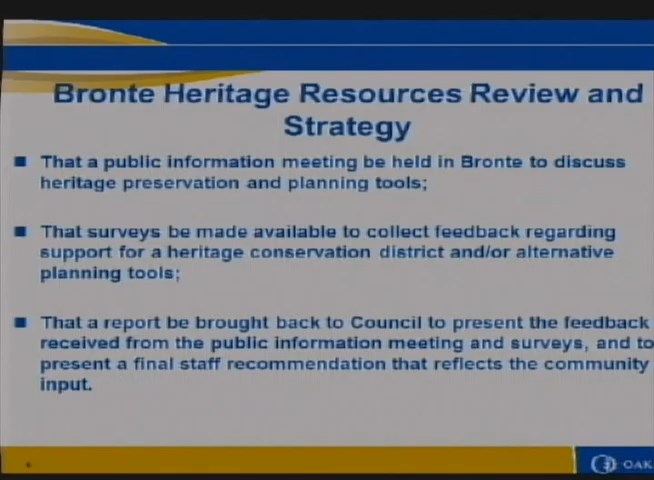 Bronte Heritage Resources Review and
Strategy
■ That a public information meeting be held in Bronte to discuss
heritage preservation and planning tools;
■ That surveys be made available to collect feedback regarding
support for a heritage conservation district and/or alternative
planning tools;
■ That a report be brought back to Council to present the feedback
received from the public information meeting and surveys, and to
present a final staff recommendation that reflects the community
input.
OAK